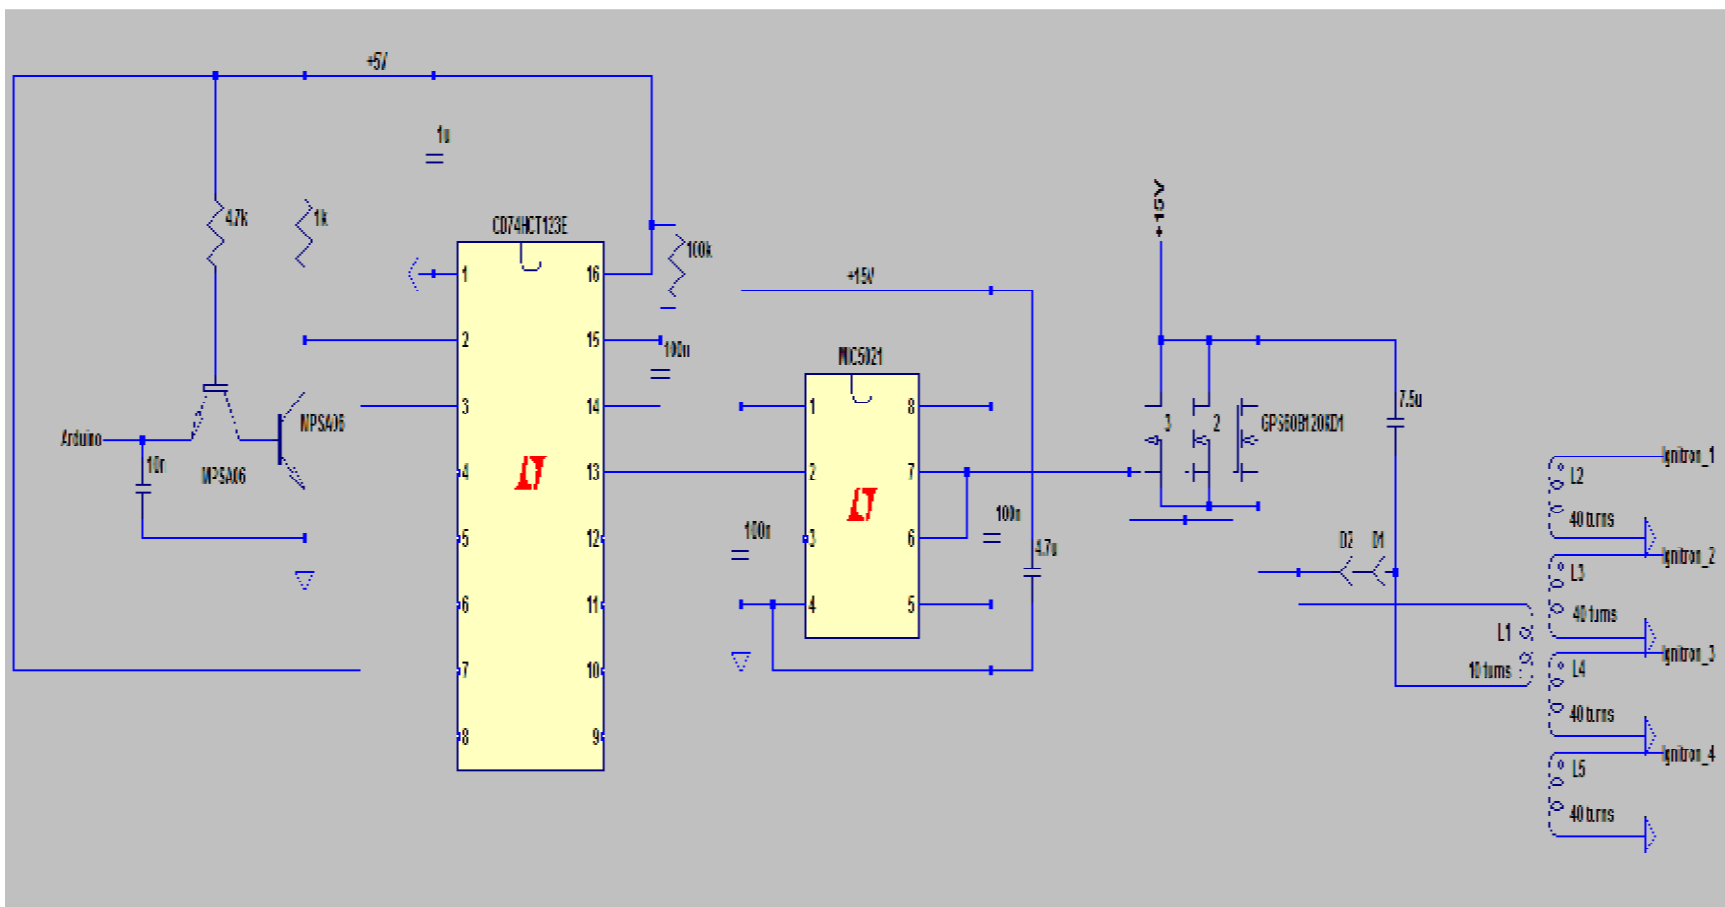 +5V
1u
4.7k
1k
CD74HCT123E
100k
+15V
+15V
1
16
2
15
100n
MIC5021
3
14
1
8
7.5u
3
2
GPS60B120KD1
Arduino
MPSA06
10n
MPSA06
4
13
2
7
Ignitron_1
L2
40 turns
5
12
100n
3
6
100n
4.7u
D2
D1
Ignitron_2
L3
40 turns
6
11
4
5
L1
10 turns
Ignitron_3
L4
40 turns
7
10
8
9
Ignitron_4
L5
40 turns